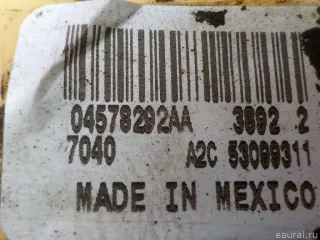 04578292AA 3892 2
7040 A2C 53089311
MADE IN MEXICO
© eaural.ru